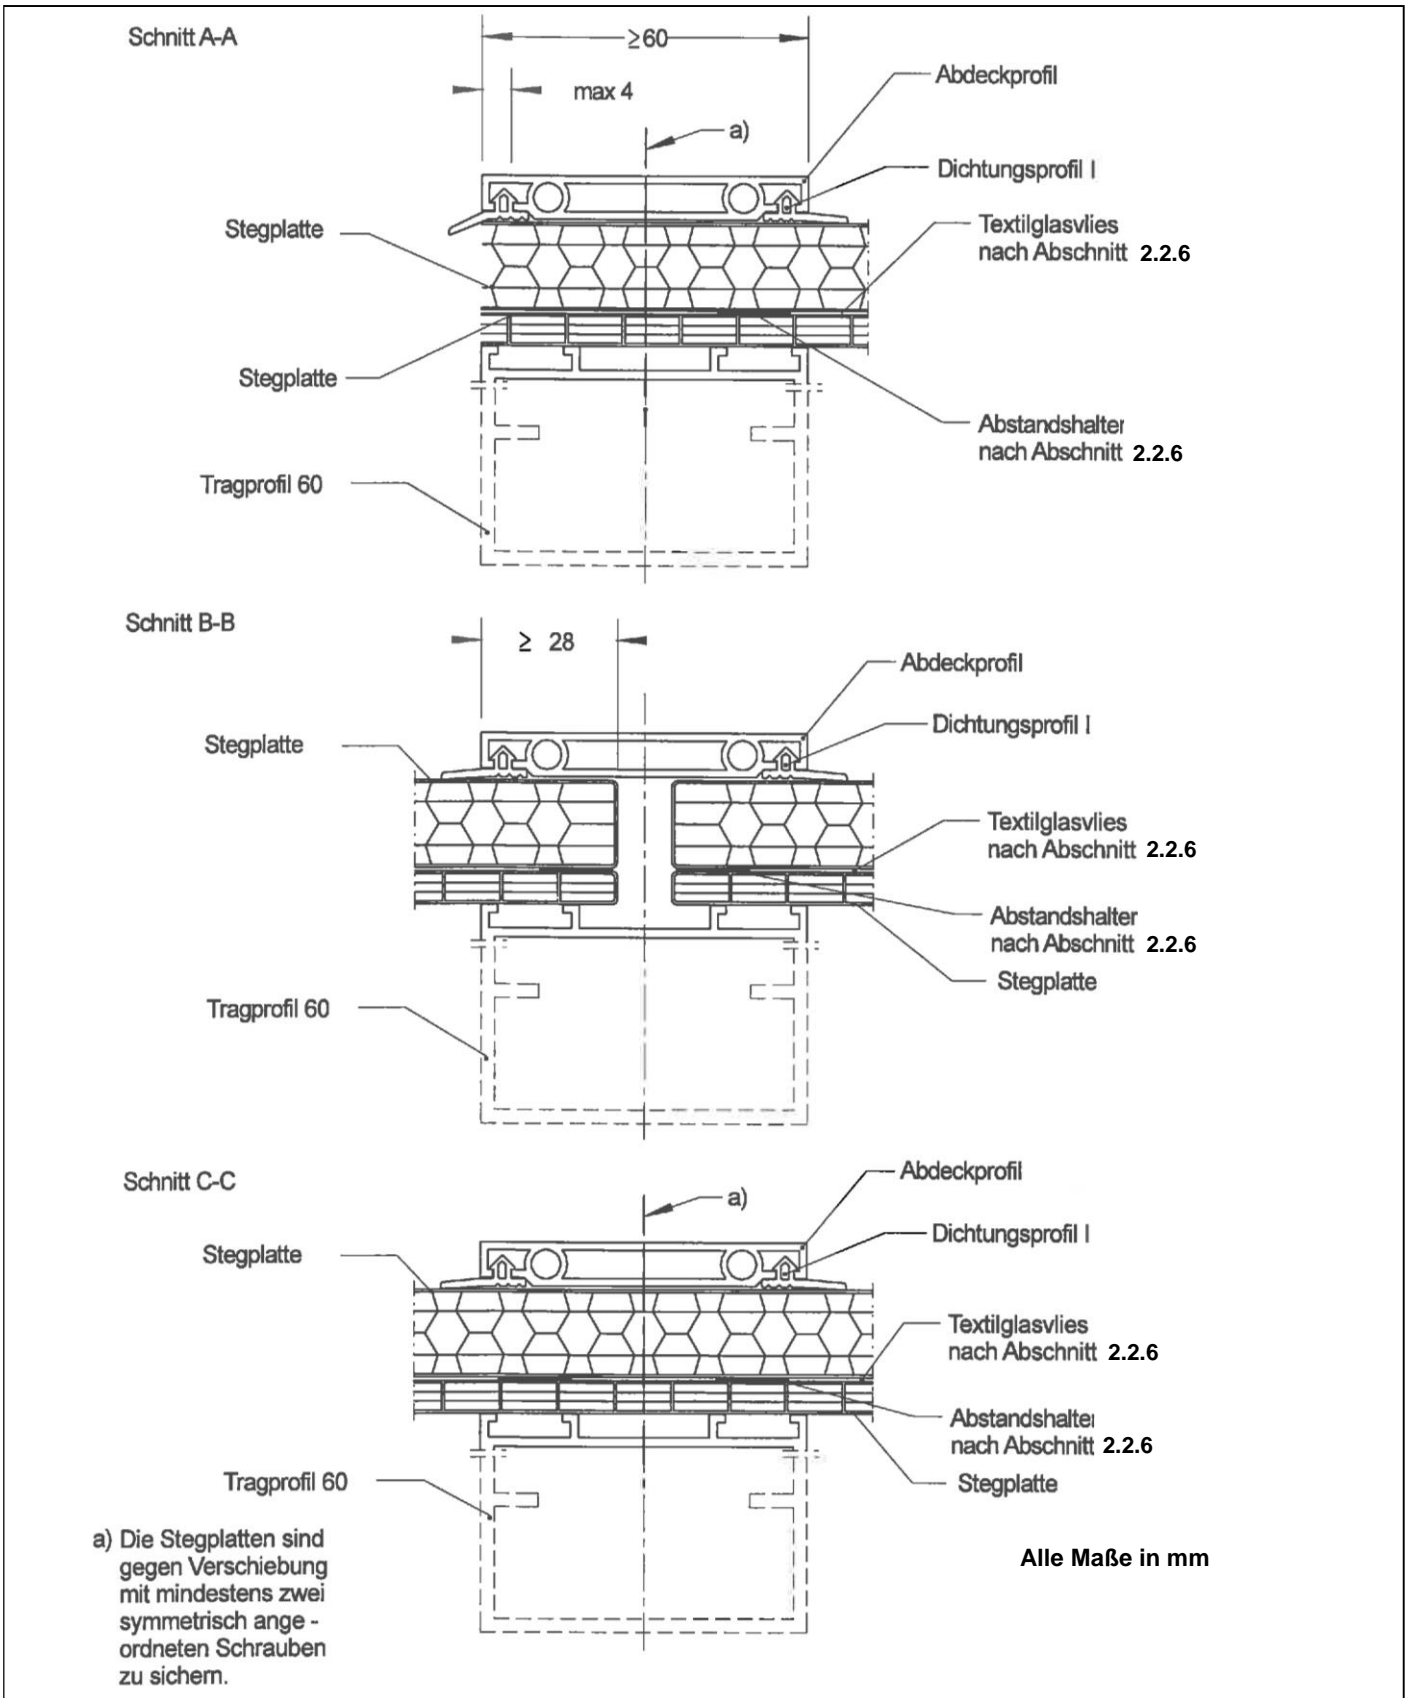 Schnitt A-A
≥60
max 4
a)
Abdeckprofil
Dichtungsprofil I
Stegplatte
Textilglasvlies
nach Abschnitt 2.2.6
Stegplatte
Abstandshalter
nach Abschnitt 2.2.6
Tragprofil 60
Schnitt B-B
≥ 28
Abdeckprofil
Dichtungsprofil I
Stegplatte
Textilglasvlies
nach Abschnitt 2.2.6
Abstandshalter
nach Abschnitt 2.2.6
Stegplatte
Tragprofil 60
Schnitt C-C
a)
Abdeckprofil
Dichtungsprofil I
Stegplatte
Textilglasvlies
nach Abschnitt 2.2.6
Abstandshalter
nach Abschnitt 2.2.6
Stegplatte
Tragprofil 60
a) Die Stegplatten sind
gegen Verschiebung
mit mindestens zwei
symmetrisch ange -
ordneten Schrauben
zu sichern.
Alle Maße in mm